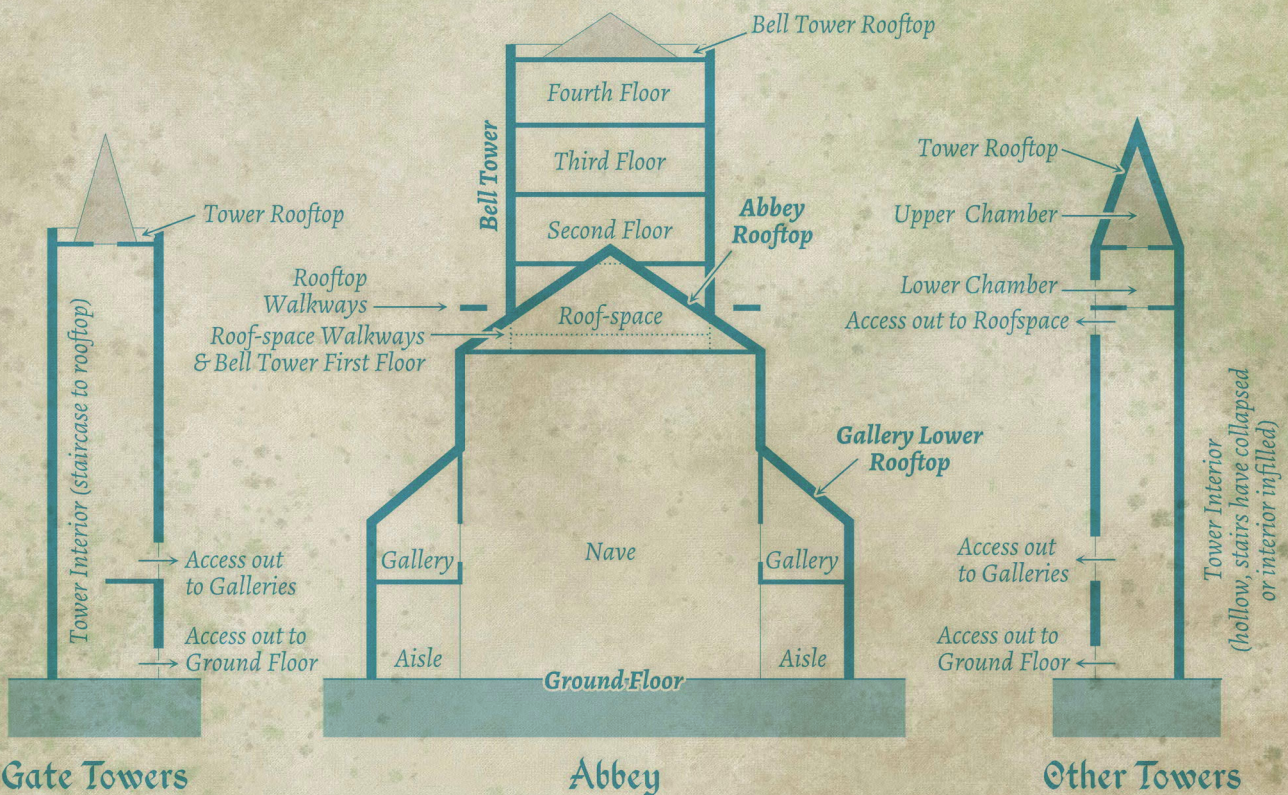 Bell Tower Rooftop
Fourth Floor
Third Floor
Second Floor
Bell Tower
Abbey
Rooftop
Rooftop
Walkways
Roof-space
Roof-space Walkways
& Bell Tower First Floor
Gallery Lower
Rooftop
Gallery
Nave
Gallery
Aisle
Aisle
Ground Floor
Abbey
Tower Rooftop
Tower Interior (staircase to rooftop)
Access out
to Galleries
Access out to
Ground Floor
Gate Towers
Tower Rooftop
Upper Chamber
Lower Chamber
Access out to Roofspace
Tower Interior
(hollow, stairs have collapsed
or interior infilled)
Access out
to Galleries
Access out to
Ground Floor
Other Towers